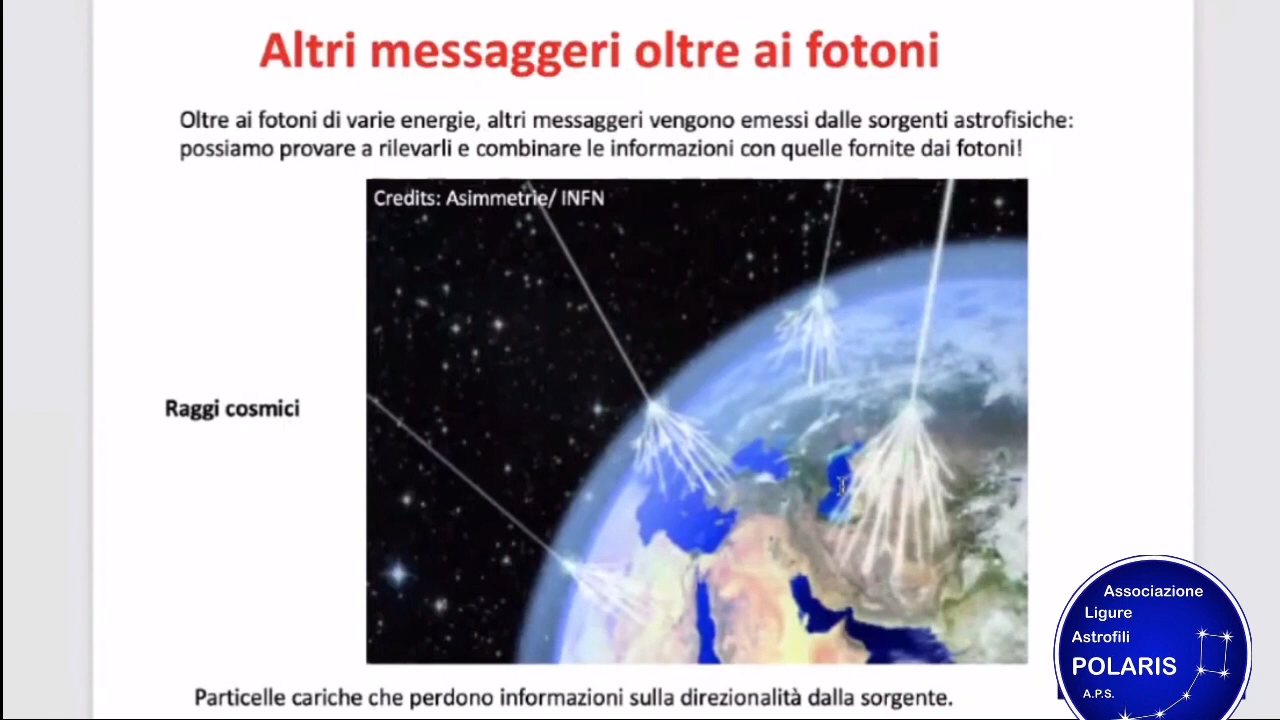 Altri messaggeri oltre ai fotoni
Oltre ai fotoni di varie energie, altri messaggeri vengono emessi dalle sorgenti astrofisiche:
possiamo provare a rilevarli e combinare le informazioni con quelle fornite dai fotoni!
Credits: Asimmetrie/ INFN
Raggi cosmici
Particelle cariche che perdono informazioni sulla direzionalità dalla sorgente.
Associazione
Ligure
Astrofili
POLARIS
A.P.S.